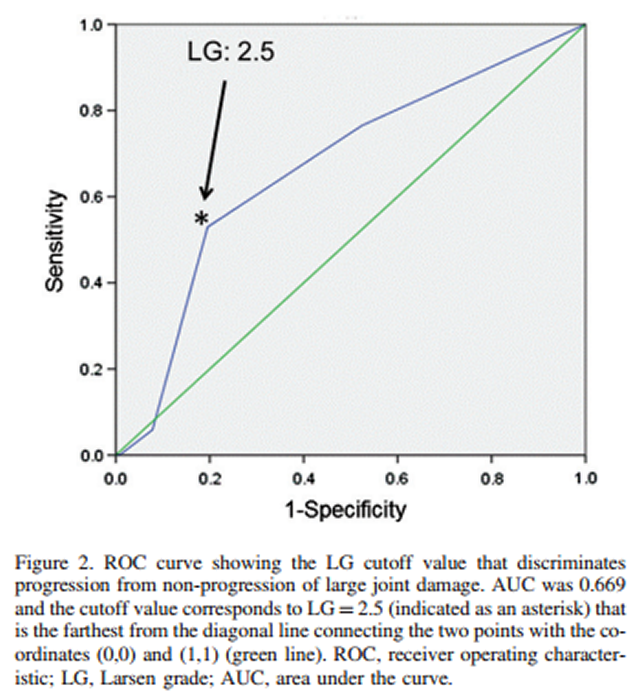 LG: 2.5
*
1.0
0.8
0.6
0.4
0.2
0.0
Sensitivity
0.0 0.2 0.4 0.6 0.8 1.0
1-Specificity
Figure 2. ROC curve showing the LG cutoff value that discriminates
progression from non-progression of large joint damage. AUC was 0.669
and the cutoff value corresponds to LG = 2.5 (indicated as an asterisk) that
is the farthest from the diagonal line connecting the two points with the co-
ordinates (0,0) and (1,1) (green line). ROC, receiver operating character-
istic; LG, Larsen grade; AUC, area under the curve.